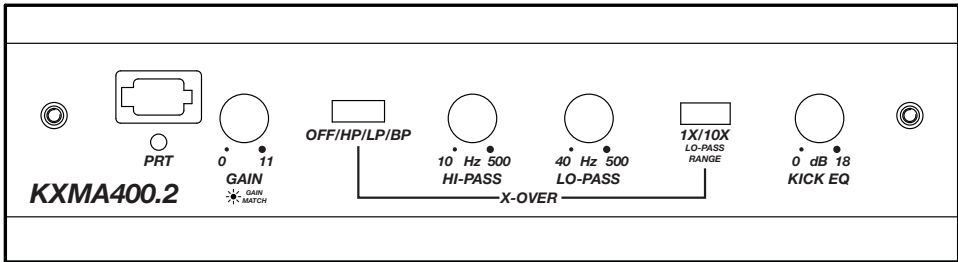 OFF/HP/LP/BP
1X/10X
LO-PASS
RANGE
PRT
0 11
10 Hz 500
40 Hz 500
0 dB 18
GAIN
HI-PASS
LO-PASS
KICK EQ
GAIN
MATCH
KXMA400.2
X-OVER